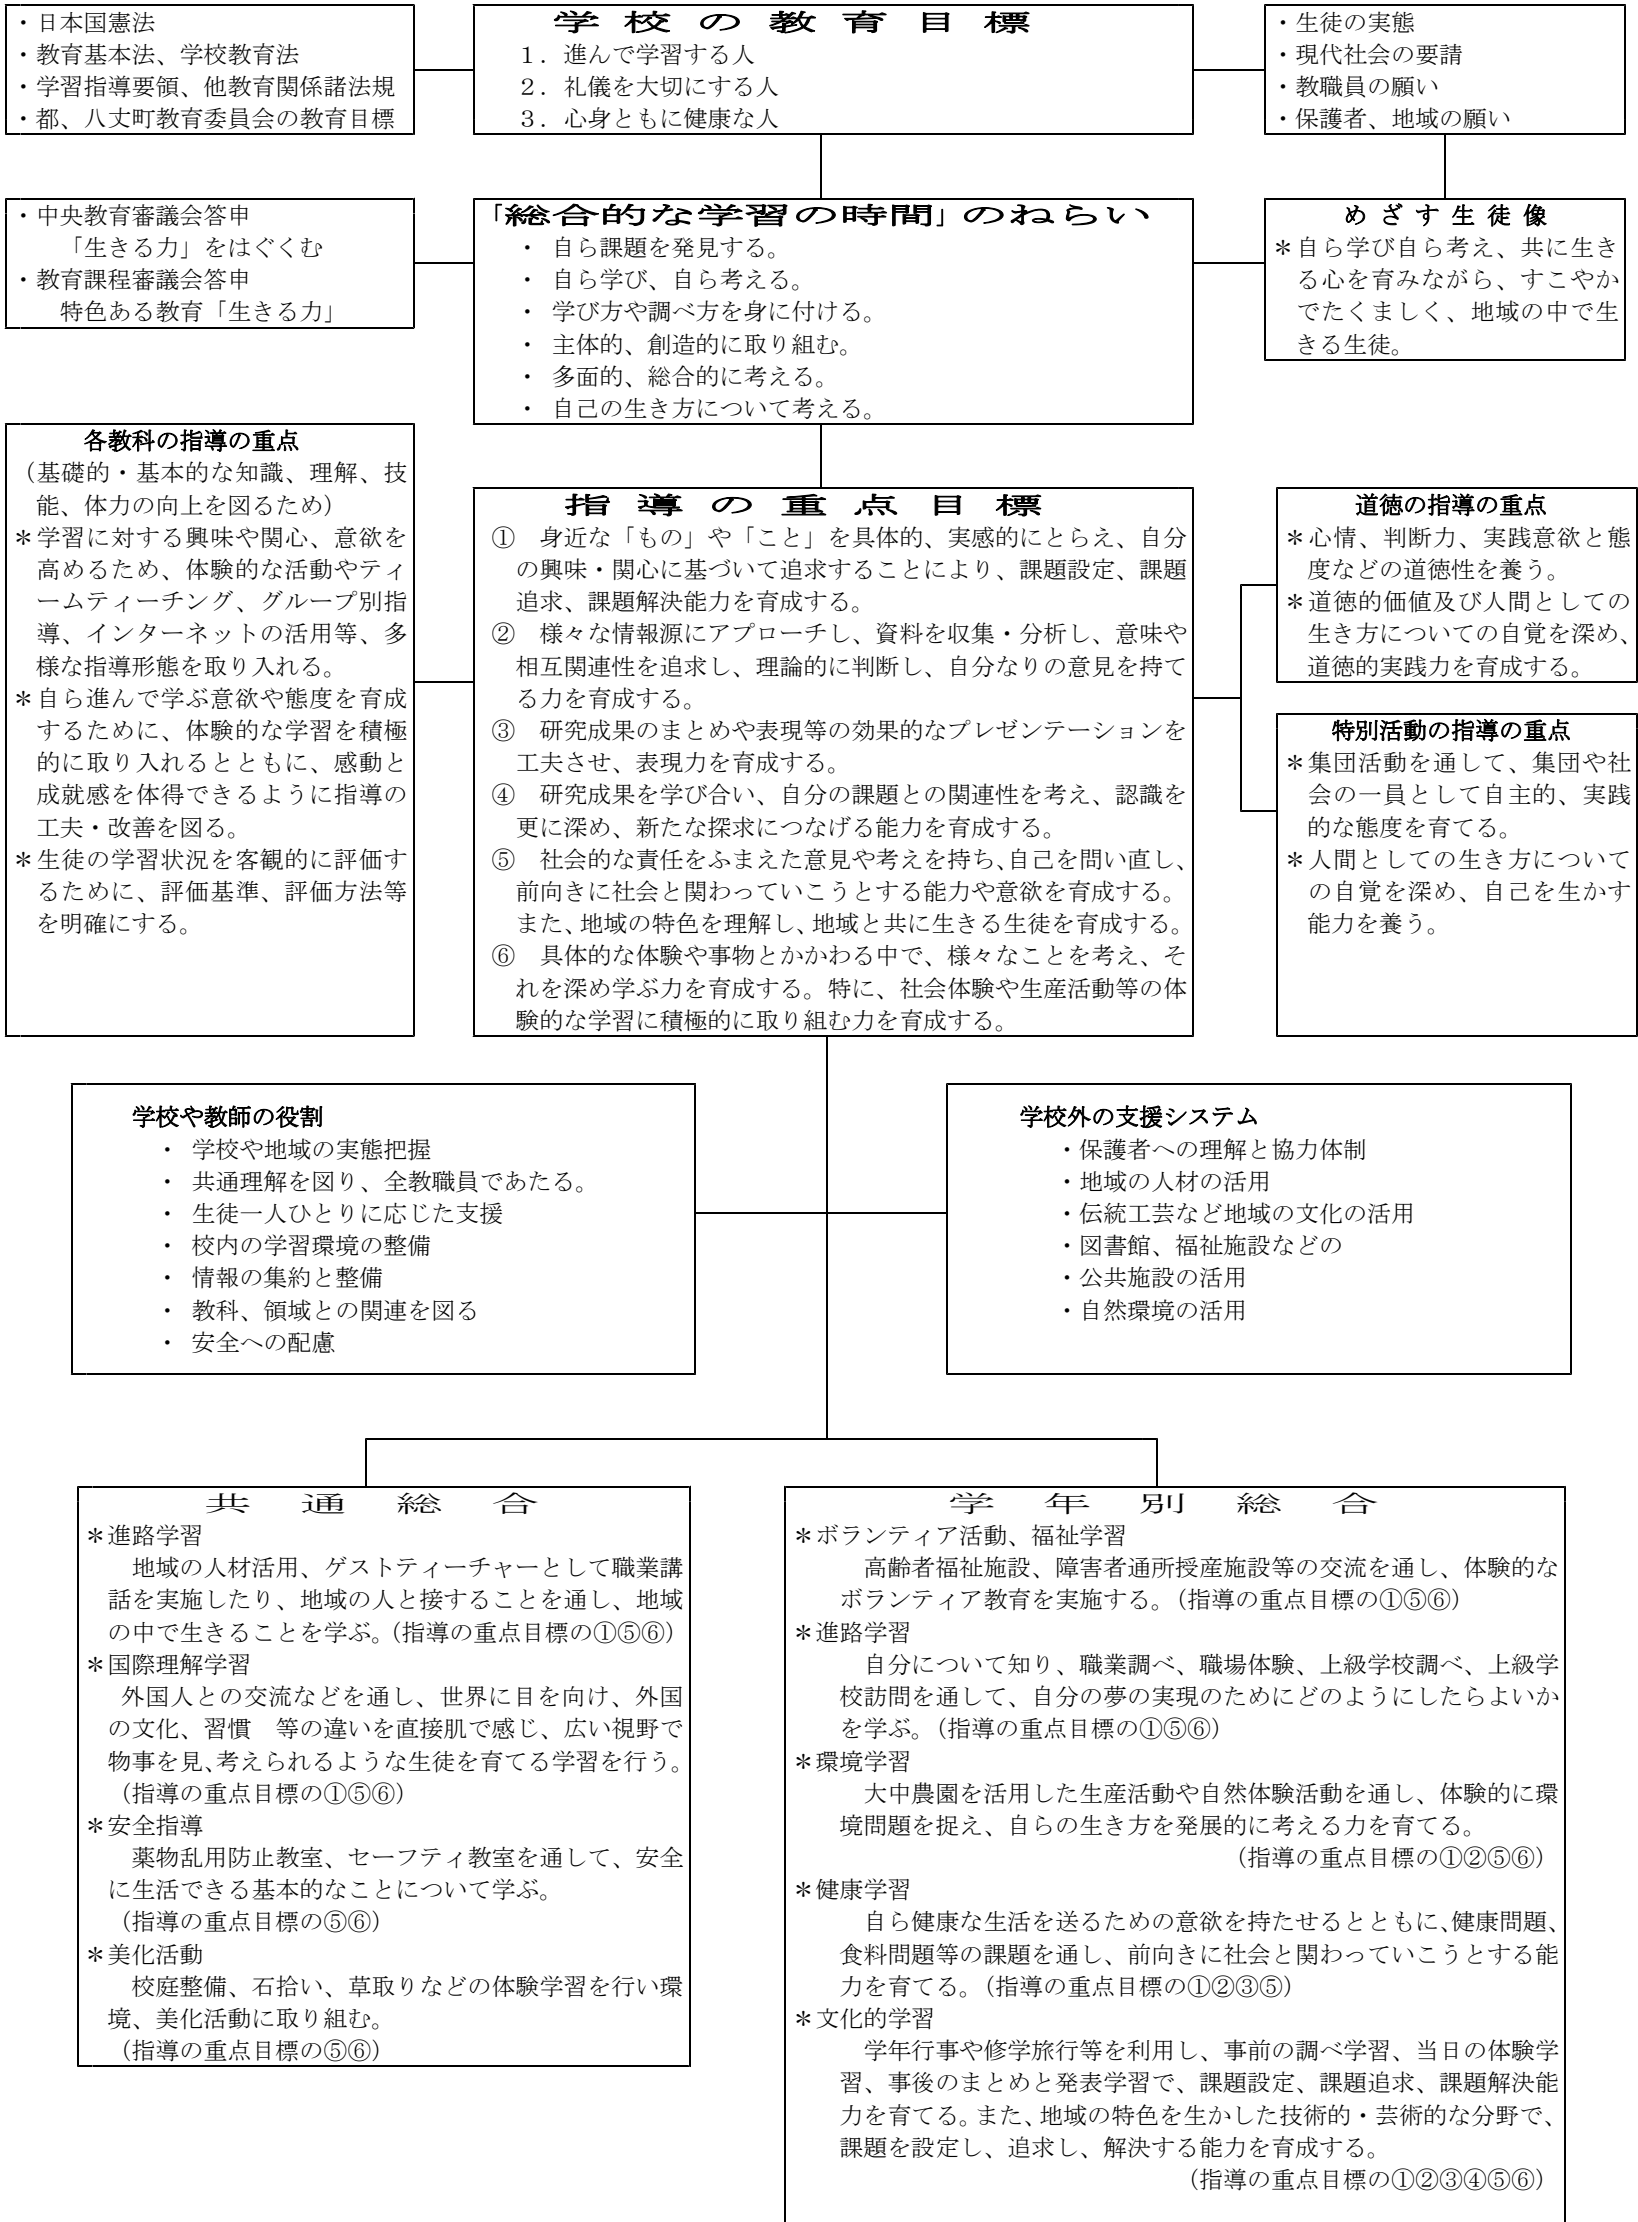 ・日本国憲法
・教育基本法、学校教育法
・学習指導要領、他教育関係諸法規
・都、八丈町教育委員会の教育目標
学校の教育目標
１．進んで学習する人
２．礼儀を大切にする人
３．心身ともに健康な人
・生徒の実態
・現代社会の要請
・教職員の願い
・保護者、地域の願い
・中央教育審議会答申
「生きる力」をはぐくむ
・教育課程審議会答申
特色ある教育「生きる力」
「総合的な学習の時間」のねらい
・ 自ら課題を発見する。
・ 自ら学び、自ら考える。
・ 学び方や調べ方を身に付ける。
・ 主体的、創造的に取り組む。
・ 多面的、総合的に考える。
・ 自己の生き方について考える。
めざす生徒像
＊自ら学び自ら考え、共に生き
る心を育みながら、すこやか
でたくましく、地域の中で生
きる生徒。
各教科の指導の重点
（基礎的・基本的な知識、理解、技
能、体力の向上を図るため）
＊学習に対する興味や関心、意欲を
高めるため、体験的な活動やティ
ームティーチング、グループ別指
導、インターネットの活用等、多
様な指導形態を取り入れる。
＊自ら進んで学ぶ意欲や態度を育成
するために、体験的な学習を積極
的に取り入れるとともに、感動と
成就感を体得できるように指導の
工夫・改善を図る。
＊生徒の学習状況を客観的に評価す
るために、評価基準、評価方法等
を明確にする。
指導の重点目標
① 身近な「もの」や「こと」を具体的、実感的にとらえ、自分
の興味・関心に基づいて追求することにより、課題設定、課題
追求、課題解決能力を育成する。
② 様々な情報源にアプローチし、資料を収集・分析し、意味や
相互関連性を追求し、理論的に判断し、自分なりの意見を持て
る力を育成する。
③ 研究成果のまとめや表現等の効果的なプレゼンテーションを
工夫させ、表現力を育成する。
④ 研究成果を学び合い、自分の課題との関連性を考え、認識を
更に深め、新たな探求につなげる能力を育成する。
⑤ 社会的な責任をふまえた意見や考えを持ち、自己を問い直し、
前向きに社会と関わっていこうとする能力や意欲を育成する。
また、地域の特色を理解し、地域と共に生きる生徒を育成する。
⑥ 具体的な体験や事物とかかわる中で、様々なことを考え、そ
れを深め学ぶ力を育成する。特に、社会体験や生産活動等の体
験的な学習に積極的に取り組む力を育成する。
道徳の指導の重点
＊心情、判断力、実践意欲と態
度などの道徳性を養う。
＊道徳的価値及び人間としての
生き方についての自覚を深め、
道徳的実践力を育成する。
特別活動の指導の重点
＊集団活動を通して、集団や社
会の一員として自主的、実践
的な態度を育てる。
＊人間としての生き方について
の自覚を深め、自己を生かす
能力を養う。
学校や教師の役割
・ 学校や地域の実態把握
・ 共通理解を図り、全教職員であたる。
・ 生徒一人ひとりに応じた支援
・ 校内の学習環境の整備
・ 情報の集約と整備
・ 教科、領域との関連を図る
・ 安全への配慮
学校外の支援システム
・保護者への理解と協力体制
・地域の人材の活用
・伝統工芸など地域の文化の活用
・図書館、福祉施設などの
・公共施設の活用
・自然環境の活用
共通総合
＊進路学習
地域の人材活用、ゲストティーチャーとして職業講
話を実施したり、地域の人と接することを通し、地域
の中で生きることを学ぶ。（指導の重点目標の①⑤⑥）
＊国際理解学習
外国人との交流などを通し、世界に目を向け、外国
の文化、習慣 等の違いを直接肌で感じ、広い視野で
物事を見、考えられるような生徒を育てる学習を行う。
（指導の重点目標の①⑤⑥）
＊安全指導
薬物乱用防止教室、セーフティ教室を通して、安全
に生活できる基本的なことについて学ぶ。
（指導の重点目標の⑤⑥）
＊美化活動
校庭整備、石拾い、草取りなどの体験学習を行い環
境、美化活動に取り組む。
（指導の重点目標の⑤⑥）
学年別総合
＊ボランティア活動、福祉学習
高齢者福祉施設、障害者通所授産施設等の交流を通し、体験的な
ボランティア教育を実施する。（指導の重点目標の①⑤⑥）
＊進路学習
自分について知り、職業調べ、職場体験、上級学校調べ、上級学
校訪問を通して、自分の夢の実現のためにどのようにしたらよいか
を学ぶ。（指導の重点目標の①⑤⑥）
＊環境学習
大中農園を活用した生産活動や自然体験活動を通し、体験的に環
境問題を捉え、自らの生き方を発展的に考える力を育てる。
（指導の重点目標の①②⑤⑥）
＊健康学習
自ら健康な生活を送るための意欲を持たせるとともに、健康問題、
食料問題等の課題を通し、前向きに社会と関わっていこうとする能
力を育てる。（指導の重点目標の①②③⑤）
＊文化的学習
学年行事や修学旅行等を利用し、事前の調べ学習、当日の体験学
習、事後のまとめと発表学習で、課題設定、課題追求、課題解決能
力を育てる。また、地域の特色を生かした技術的・芸術的な分野で、
課題を設定し、追求し、解決する能力を育成する。
（指導の重点目標の①②③④⑤⑥）